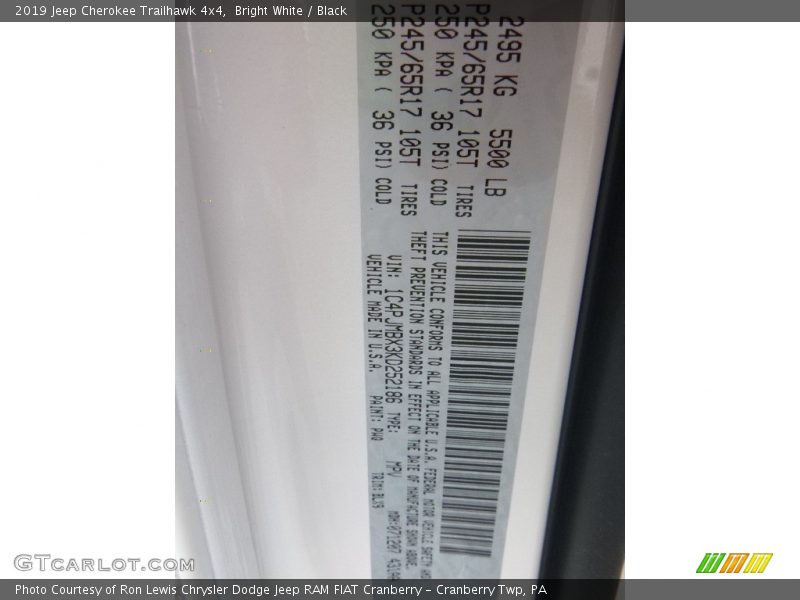 2019 Jeep Cherokee Trailhawk 4x4, Bright White / Black
2495 KG 5500 LB
P245/65R17 105T TIRES
250 KPA ( 36 PSI) COLD
P245/65R17 105T TIRES
250 KPA ( 36 PSI) COLD
THIS VEHICLE CONFORMS TO ALL APPLICABLE U.S.A. FEDERAL MOTOR VEHICLE SAFETY AND
THEFT PREVENTION STANDARDS IN EFFECT ON THE DATE OF MANUFACTURE SHOWN ABOVE.
VIN: 1C4PJMBX3KD252186 TYPE: MPV
VEHICLE MADE IN U.S.A. PAINT: PW7 TRIM:
GTcarlot.com
Photo Courtesy of Ron Lewis Chrysler Dodge Jeep RAM FIAT Cranberry – Cranberry Twp, PA